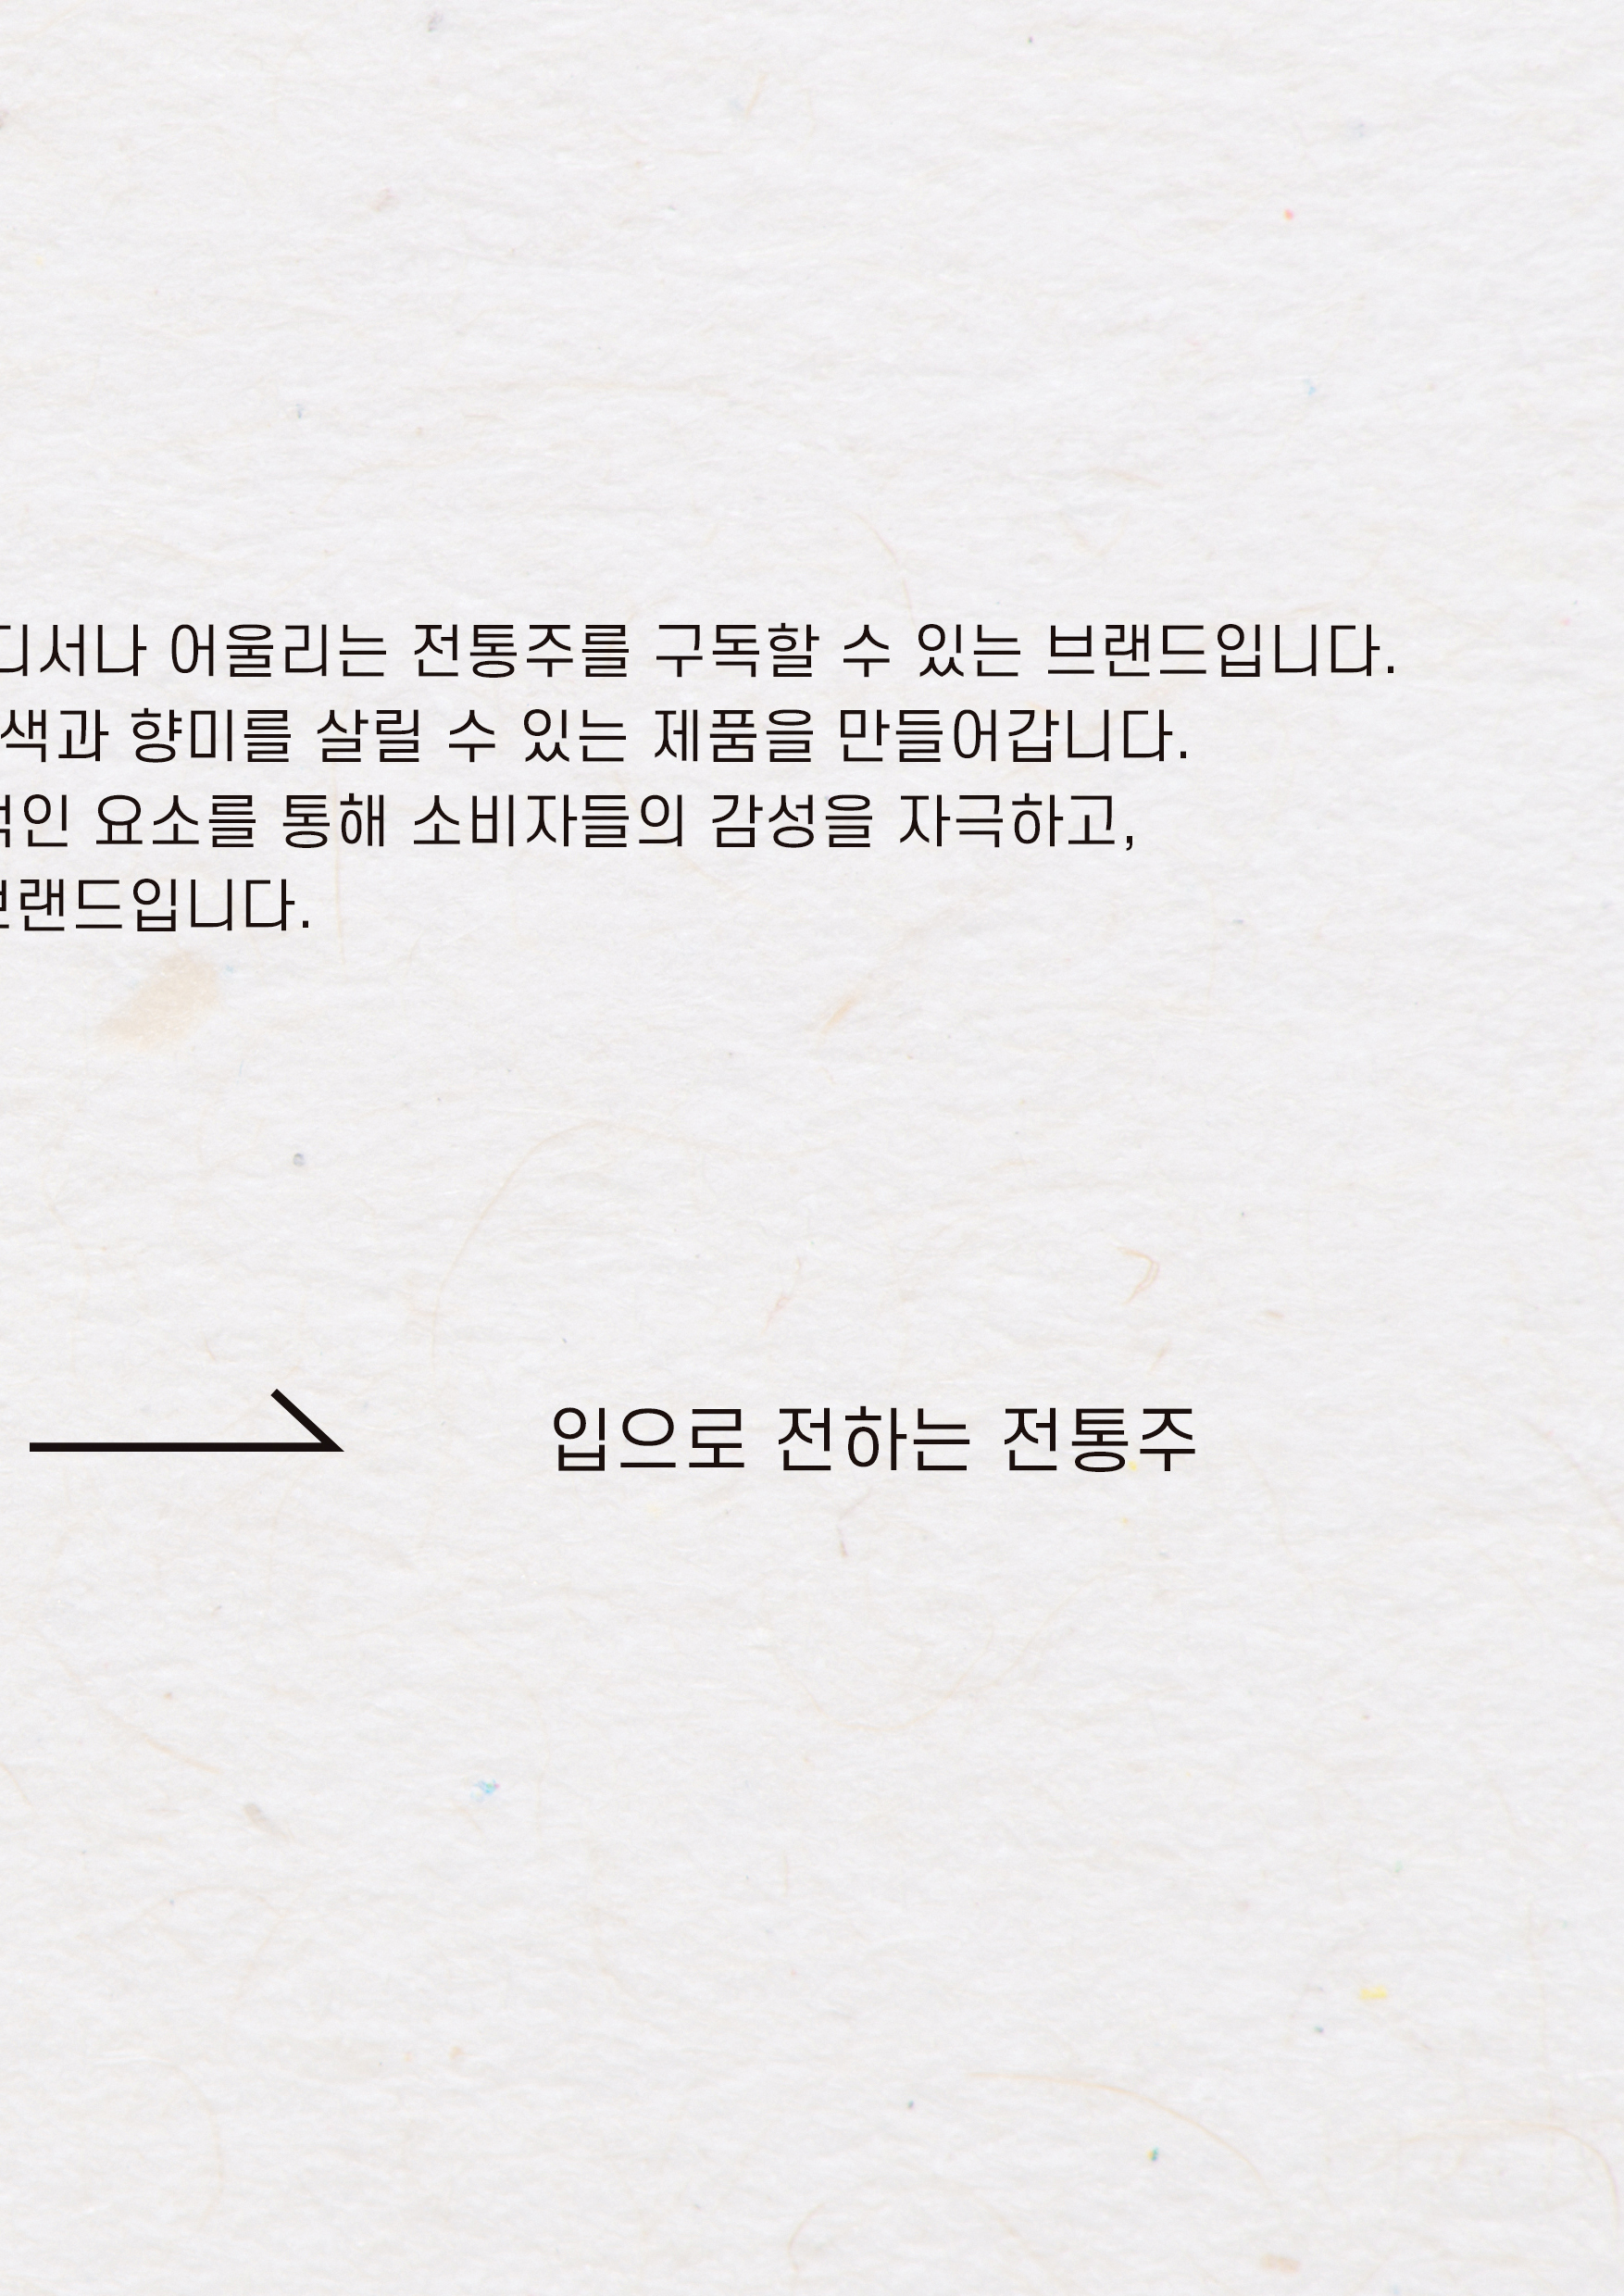 디서나 어울리는 전통주를 구독할 수 있는 브랜드입니다.
색과 향미를 살릴 수 있는 제품을 만들어갑니다.
적인 요소를 통해 소비자들의 감성을 자극하고,
브랜드입니다.
입으로 전하는 전통주